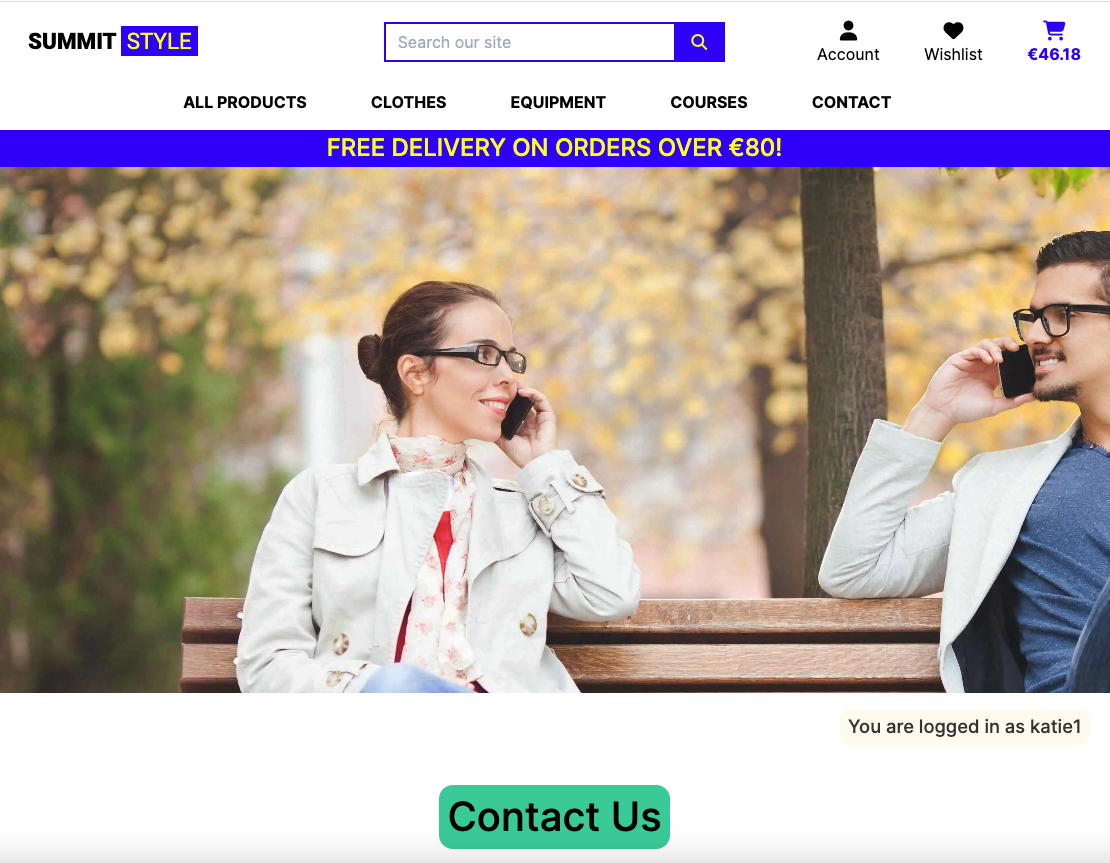 SUMMIT STYLE
Search our site
Account
Wishlist
€46.18
ALL PRODUCTS
CLOTHES
EQUIPMENT
COURSES
CONTACT
FREE DELIVERY ON ORDERS OVER €80!
You are logged in as katie1
Contact Us